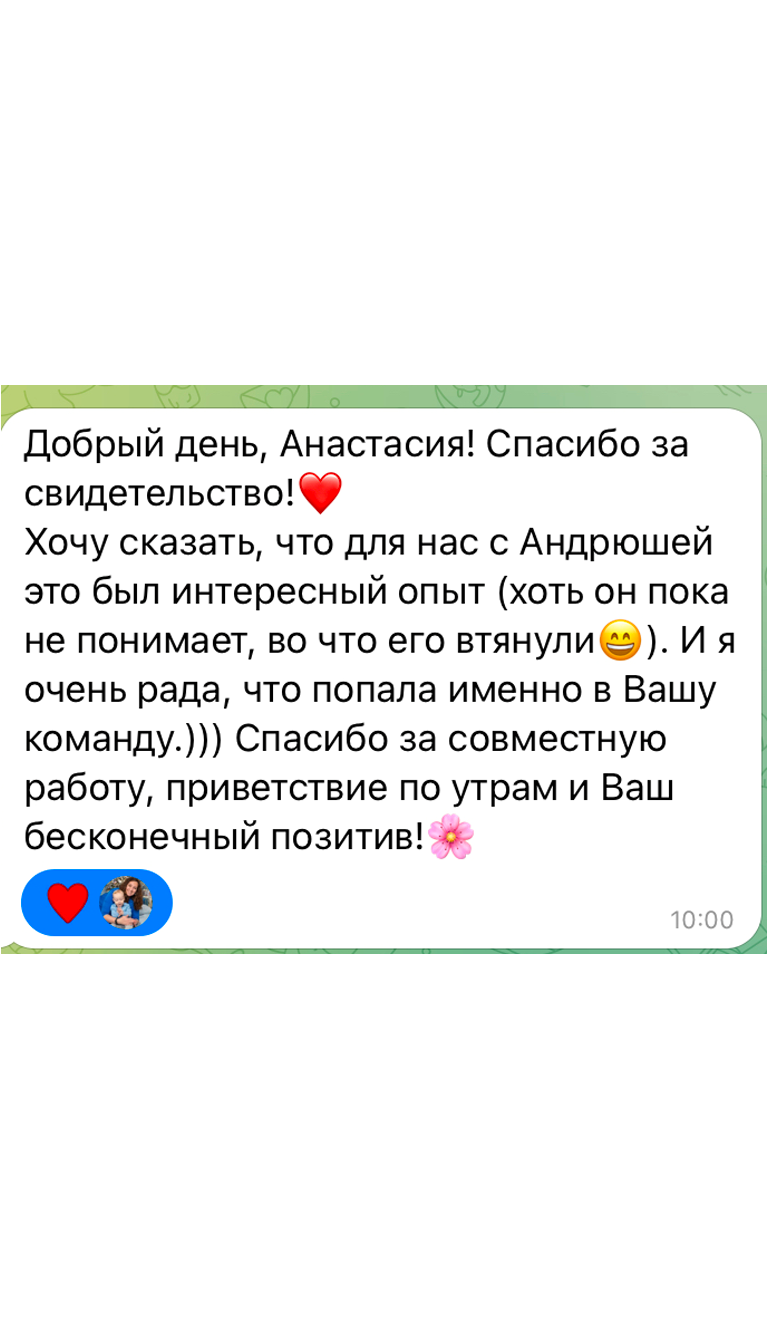 Добрый день, Анастасия! Спасибо за
свидетельство!❤️
Хочу сказать, что для нас с Андрюшей
это был интересный опыт (хоть он пока
не понимает, во что его втянули😄). И я
очень рада, что попала именно в Вашу
команду.))) Спасибо за совместную
работу, приветствие по утрам и Ваш
бесконечный позитив!🌸
10:00